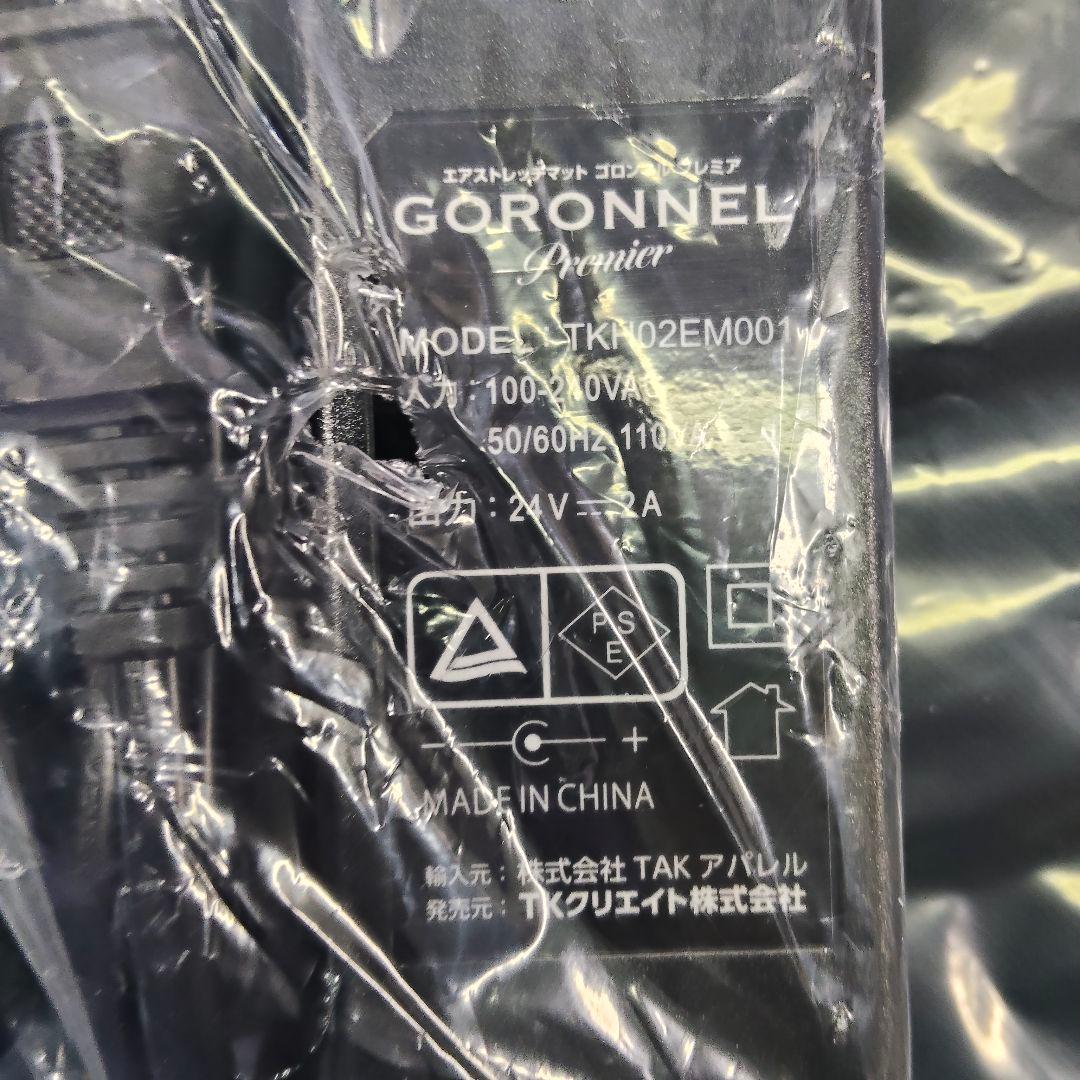 エアストレッチマット ゴロンネル プレミア
GORONNEL
Premier
MODEL : TKH02EM001
入力 : 100-240VAC
50/60Hz 110VA
出力 : 24V ⎓ 2A
PSE
+
MADE IN CHINA
輸入元 : 株式会社 TAK アパレル
発売元 : TKクリエイト株式会社